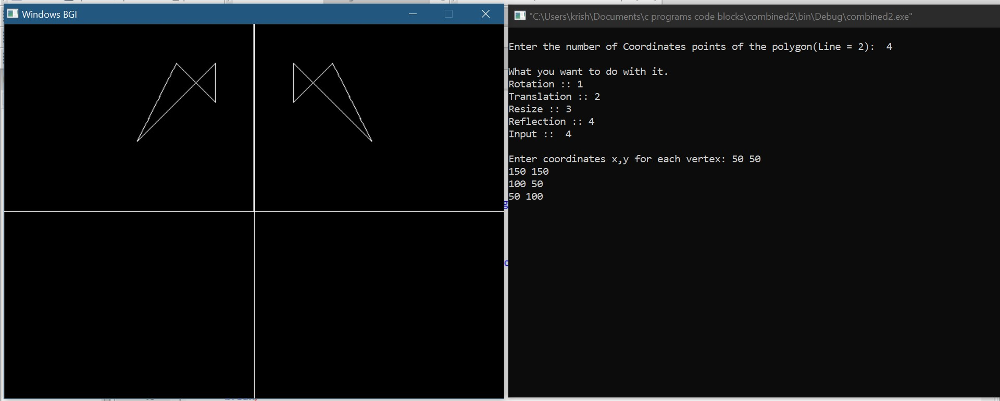 Windows BGI
"C:\Users\krish\Documents\c programs code blocks\combined2\bin\Debug\combined2.exe"
Enter the number of Coordinates points of the polygon(Line = 2):  4
What you want to do with it.
Rotation :: 1
Translation :: 2
Resize :: 3
Reflection :: 4
Input ::  4
Enter coordinates x,y for each vertex: 50 50
150 150
100 50
50 100